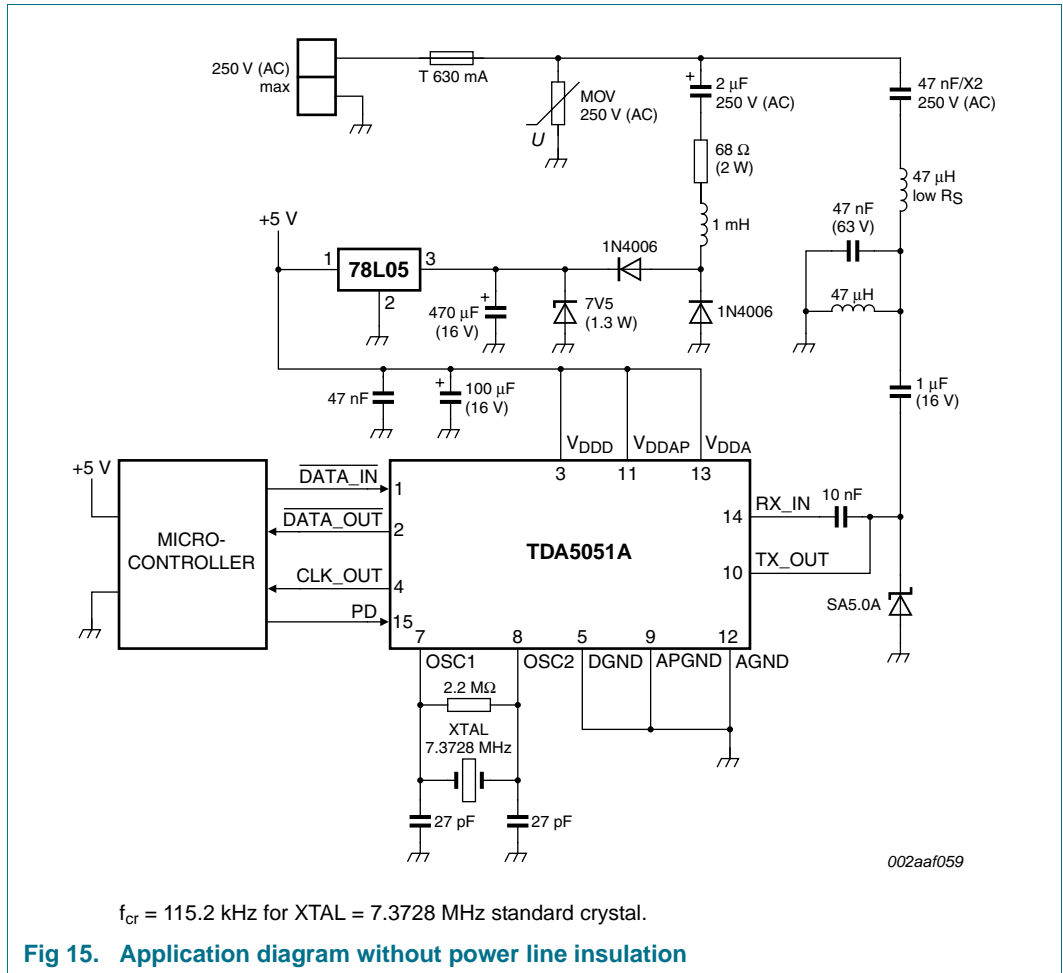 250 V (AC)
max
T 630 mA
MOV
250 V (AC)
U
+
2 μF
250 V (AC)
47 nF/X2
250 V (AC)
68 Ω
(2 W)
1 mH
47 μH
low RS
47 nF
(63 V)
47 μH
+5 V
1
78L05
3
2
+
470 μF
(16 V)
7V5
(1.3 W)
1N4006
1N4006
1 μF
(16 V)
47 nF
+
100 μF
(16 V)
VDDD
VDDAP
VDDA
3
11
13
+5 V
MICRO-
CONTROLLER
DATA_IN
1
DATA_OUT
2
CLK_OUT
4
PD
15
TDA5051A
14
RX_IN
10 nF
10
TX_OUT
SA5.0A
7
8
5
9
12
OSC1
OSC2
DGND
APGND
AGND
2.2 MΩ
XTAL
7.3728 MHz
27 pF
27 pF
002aaf059
fcr = 115.2 kHz for XTAL = 7.3728 MHz standard crystal.
Fig 15. Application diagram without power line insulation